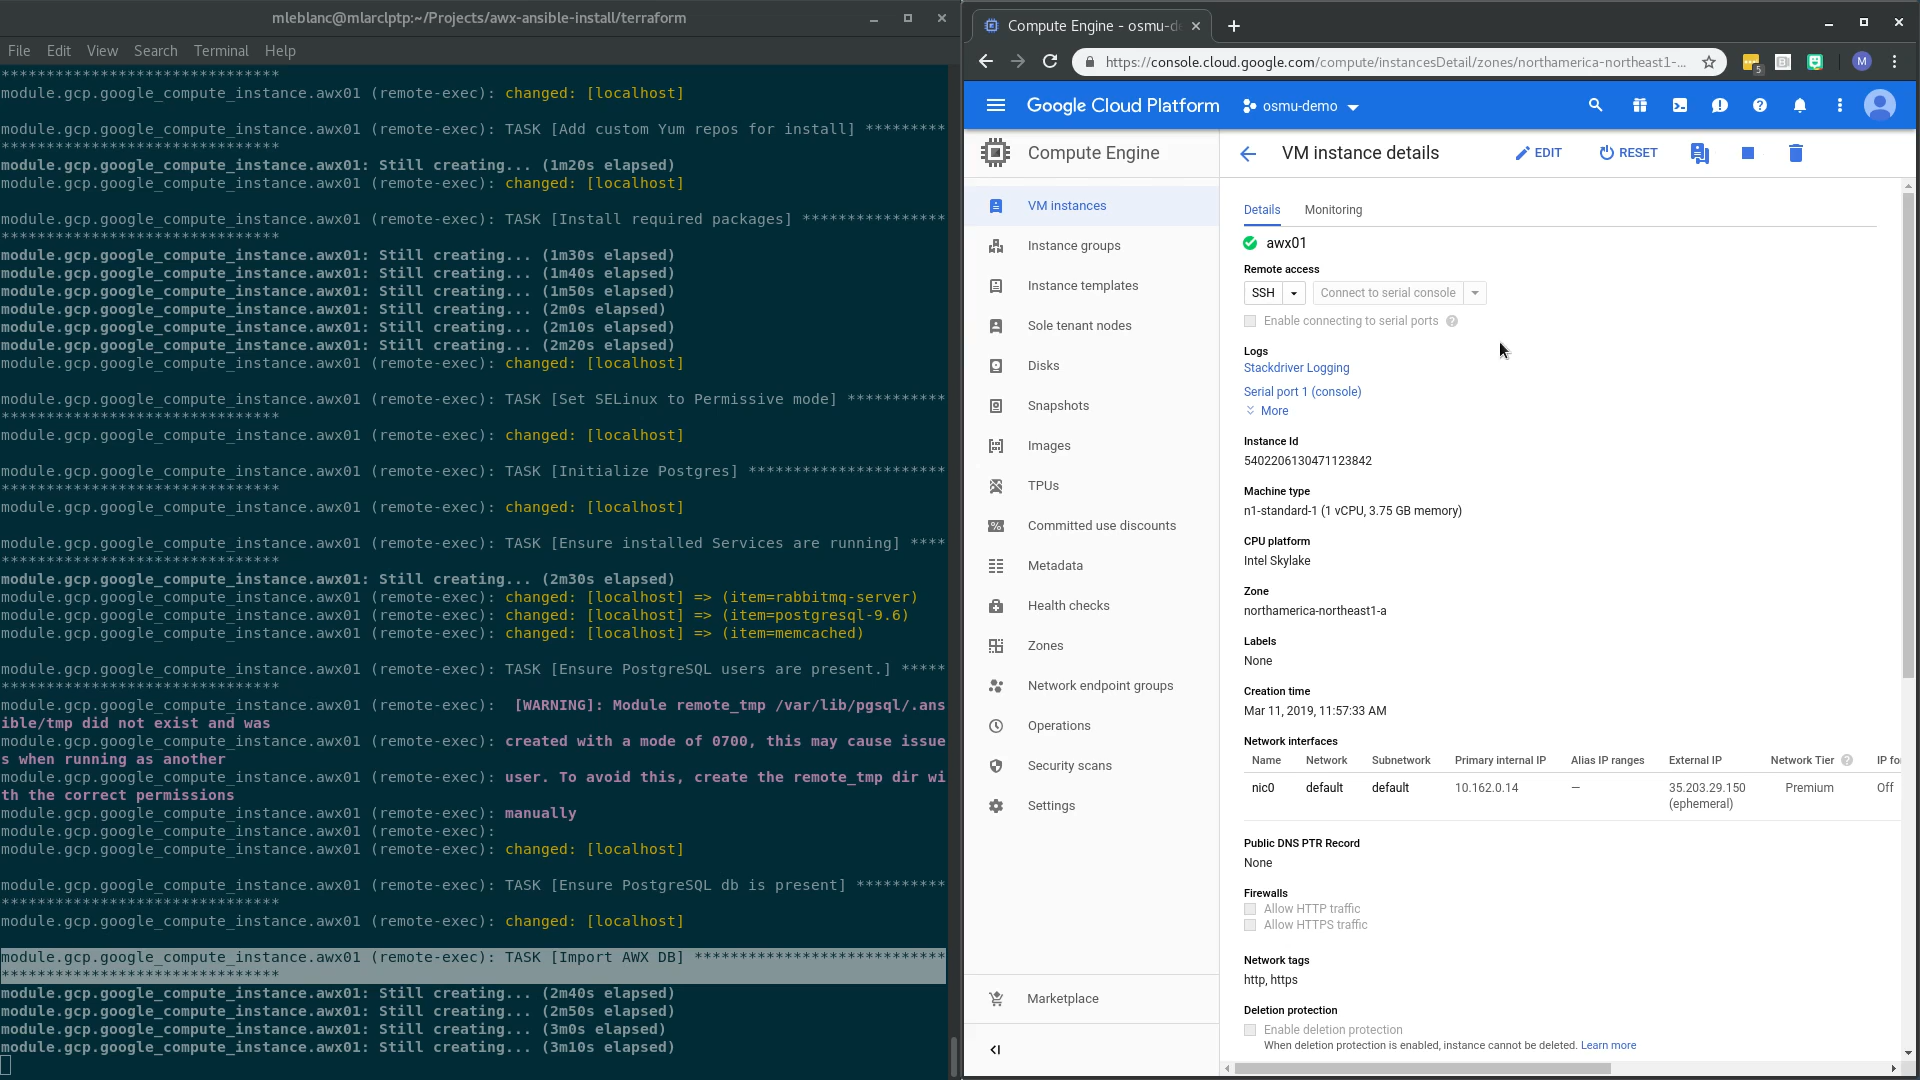 mleblanc@mlarclptp:~/Projects/awx-ansible-install/terraform
File Edit View Search Terminal Help
*******************************
module.gcp.google_compute_instance.awx01 (remote-exec): changed: [localhost]
module.gcp.google_compute_instance.awx01 (remote-exec): TASK [Add custom Yum repos for install] *********
*******************************
module.gcp.google_compute_instance.awx01: Still creating... (1m20s elapsed)
module.gcp.google_compute_instance.awx01 (remote-exec): changed: [localhost]
module.gcp.google_compute_instance.awx01 (remote-exec): TASK [Install required packages] ****************
*******************************
module.gcp.google_compute_instance.awx01: Still creating... (1m30s elapsed)
module.gcp.google_compute_instance.awx01: Still creating... (1m40s elapsed)
module.gcp.google_compute_instance.awx01: Still creating... (1m50s elapsed)
module.gcp.google_compute_instance.awx01: Still creating... (2m0s elapsed)
module.gcp.google_compute_instance.awx01: Still creating... (2m10s elapsed)
module.gcp.google_compute_instance.awx01: Still creating... (2m20s elapsed)
module.gcp.google_compute_instance.awx01 (remote-exec): changed: [localhost]
module.gcp.google_compute_instance.awx01 (remote-exec): TASK [Set SELinux to Permissive mode] ***********
*******************************
module.gcp.google_compute_instance.awx01 (remote-exec): changed: [localhost]
module.gcp.google_compute_instance.awx01 (remote-exec): TASK [Initialize Postgres] **********************
*******************************
module.gcp.google_compute_instance.awx01 (remote-exec): changed: [localhost]
module.gcp.google_compute_instance.awx01 (remote-exec): TASK [Ensure installed Services are running] ****
*******************************
module.gcp.google_compute_instance.awx01: Still creating... (2m30s elapsed)
module.gcp.google_compute_instance.awx01 (remote-exec): changed: [localhost] => (item=rabbitmq-server)
module.gcp.google_compute_instance.awx01 (remote-exec): changed: [localhost] => (item=postgresql-9.6)
module.gcp.google_compute_instance.awx01 (remote-exec): changed: [localhost] => (item=memcached)
module.gcp.google_compute_instance.awx01 (remote-exec): TASK [Ensure PostgreSQL users are present.] *****
*******************************
module.gcp.google_compute_instance.awx01 (remote-exec):  [WARNING]: Module remote_tmp /var/lib/pgsql/.ans
ible/tmp did not exist and was
module.gcp.google_compute_instance.awx01 (remote-exec): created with a mode of 0700, this may cause issue
s when running as another
module.gcp.google_compute_instance.awx01 (remote-exec): user. To avoid this, create the remote_tmp dir wi
th the correct permissions
module.gcp.google_compute_instance.awx01 (remote-exec): manually
module.gcp.google_compute_instance.awx01 (remote-exec):
module.gcp.google_compute_instance.awx01 (remote-exec): changed: [localhost]
module.gcp.google_compute_instance.awx01 (remote-exec): TASK [Ensure PostgreSQL db is present] **********
*******************************
module.gcp.google_compute_instance.awx01 (remote-exec): changed: [localhost]
module.gcp.google_compute_instance.awx01 (remote-exec): TASK [Import AWX DB] ****************************
*******************************
module.gcp.google_compute_instance.awx01: Still creating... (2m40s elapsed)
module.gcp.google_compute_instance.awx01: Still creating... (2m50s elapsed)
module.gcp.google_compute_instance.awx01: Still creating... (3m0s elapsed)
module.gcp.google_compute_instance.awx01: Still creating... (3m10s elapsed)
Compute Engine - osmu-d
https://console.cloud.google.com/compute/instancesDetail/zones/northamerica-northeast1-...
5
M
Google Cloud Platform
osmu-demo
Compute Engine
VM instances
Instance groups
Instance templates
Sole tenant nodes
Disks
Snapshots
Images
TPUs
Committed use discounts
Metadata
Health checks
Zones
Network endpoint groups
Operations
Security scans
Settings
Marketplace
VM instance details
EDIT
RESET
Details
Monitoring
awx01
Remote access
SSH
Connect to serial console
Enable connecting to serial ports
Logs
Stackdriver Logging
Serial port 1 (console)
More
Instance Id
5402206130471123842
Machine type
n1-standard-1 (1 vCPU, 3.75 GB memory)
CPU platform
Intel Skylake
Zone
northamerica-northeast1-a
Labels
None
Creation time
Mar 11, 2019, 11:57:33 AM
Network interfaces
Name Network Subnetwork Primary internal IP Alias IP ranges External IP Network Tier IP fo
nic0 default default 10.162.0.14 — 35.203.29.150 Premium Off
(ephemeral)
Public DNS PTR Record
None
Firewalls
Allow HTTP traffic
Allow HTTPS traffic
Network tags
http, https
Deletion protection
Enable deletion protection
When deletion protection is enabled, instance cannot be deleted. Learn more